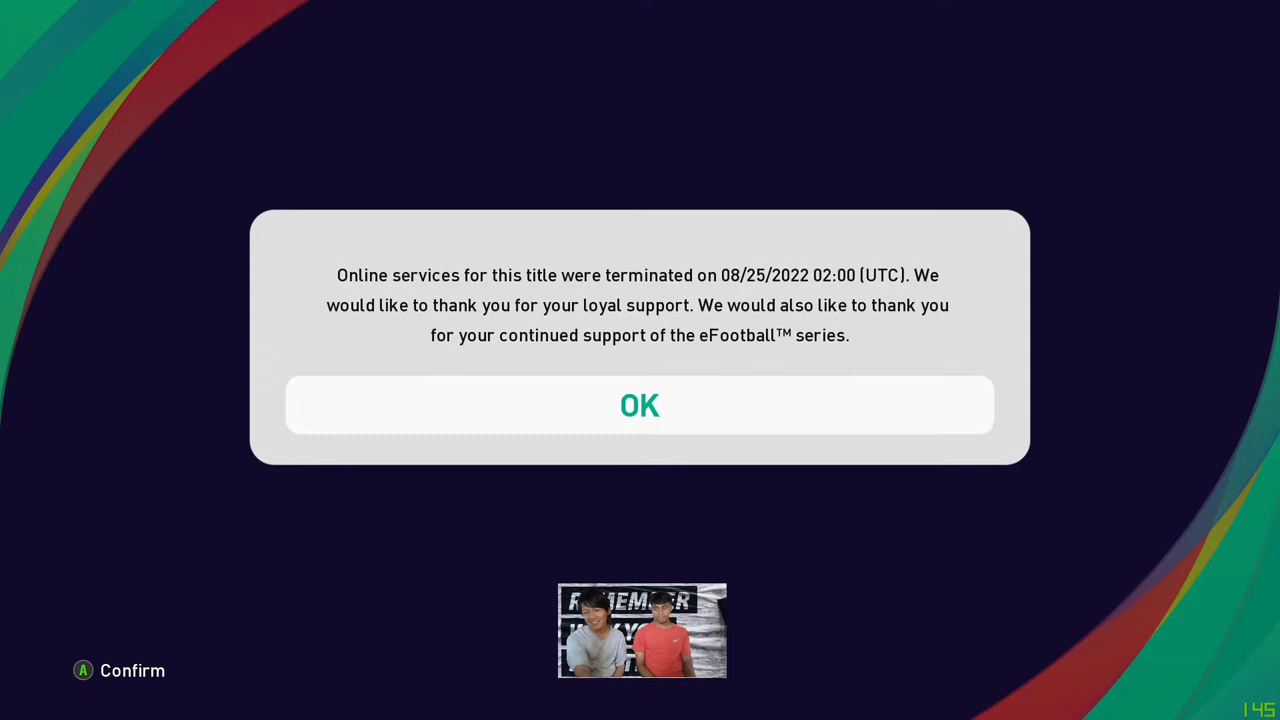 Online services for this title were terminated on 08/25/2022 02:00 (UTC). We
would like to thank you for your loyal support. We would also like to thank you
for your continued support of the eFootball™ series.
OK
REMEMBER
A Confirm
145